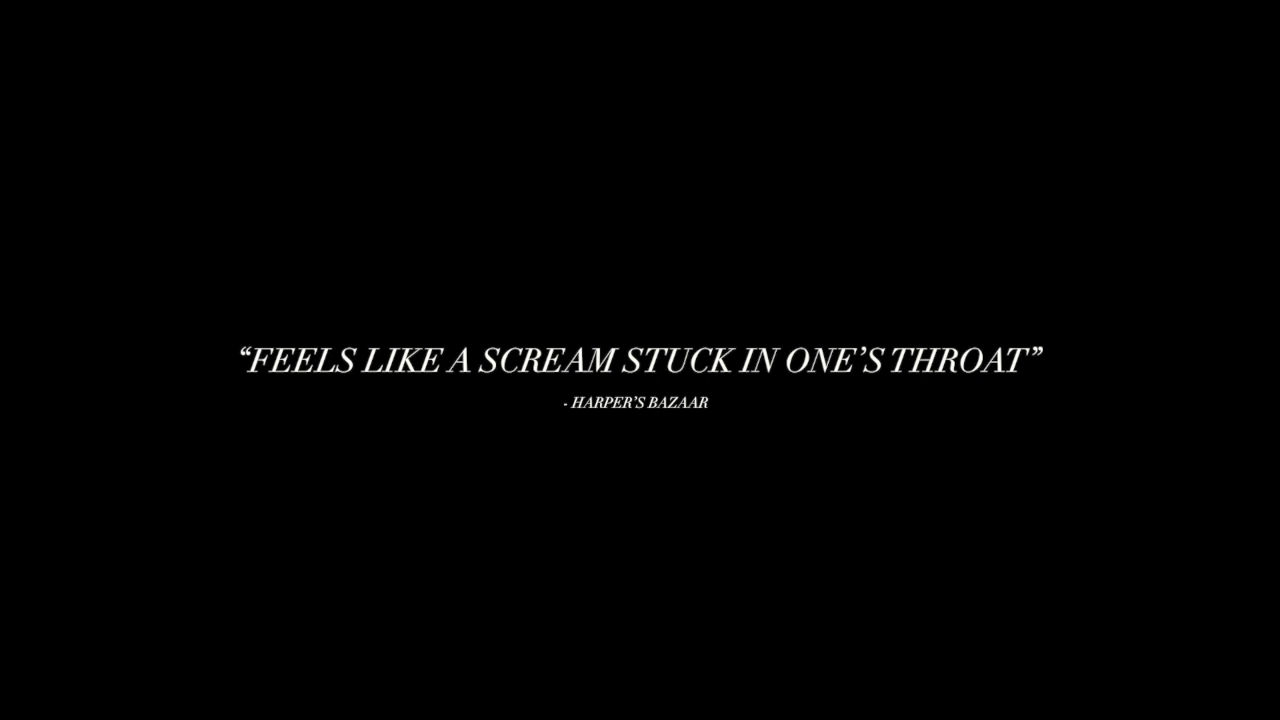 “FEELS LIKE A SCREAM STUCK IN ONE’S THROAT”
- HARPER’S BAZAAR